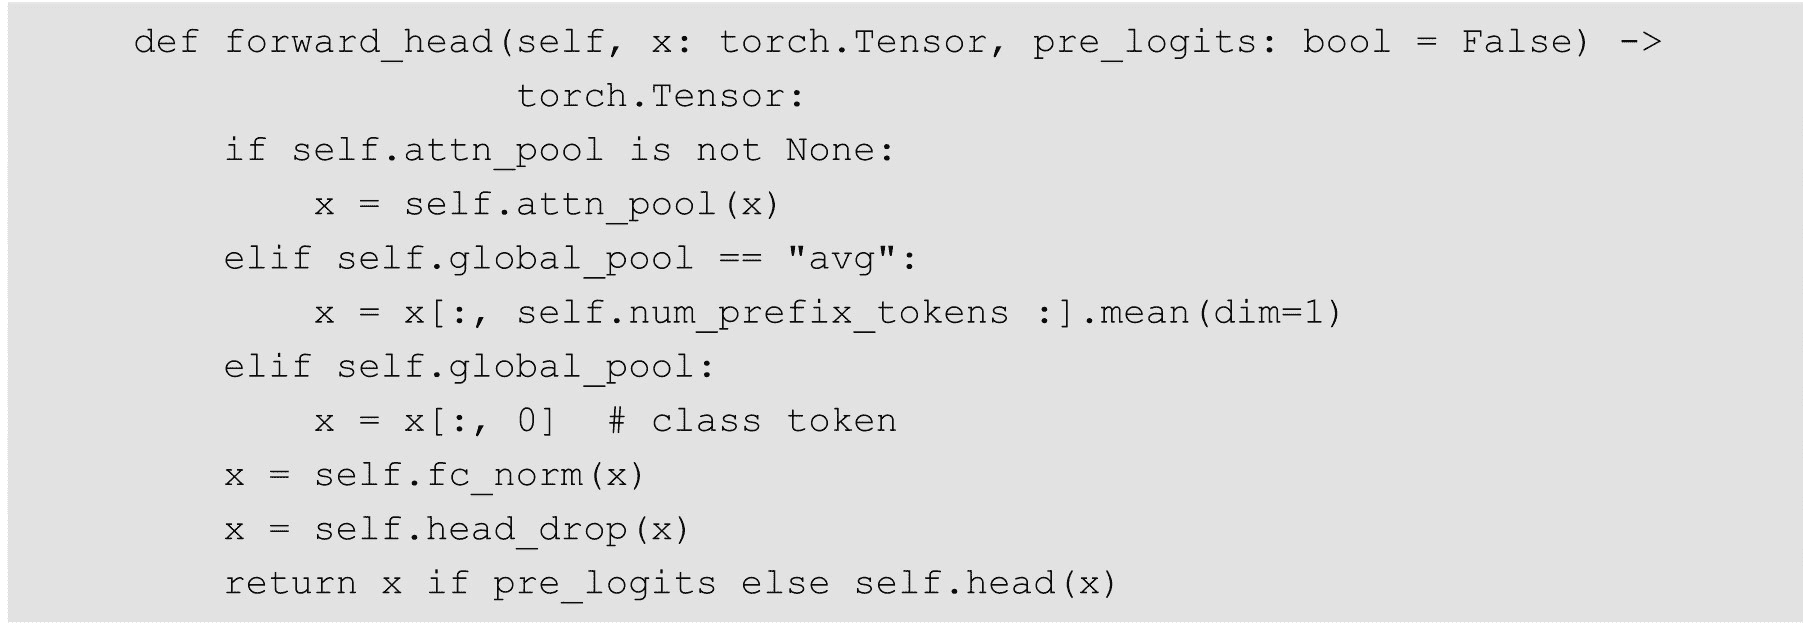 def forward_head(self, x: torch.Tensor, pre_logits: bool = False) ->
torch.Tensor:
if self.attn_pool is not None:
x = self.attn_pool(x)
elif self.global_pool == "avg":
x = x[:, self.num_prefix_tokens :].mean(dim=1)
elif self.global_pool:
x = x[:, 0]  # class token
x = self.fc_norm(x)
x = self.head_drop(x)
return x if pre_logits else self.head(x)